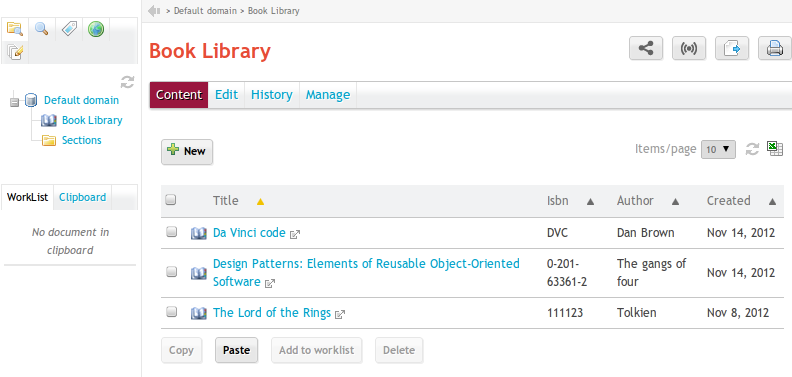 > Default domain > Book Library
Book Library
Default domain
Book Library
Sections
WorkList Clipboard
No document in
clipboard
Content Edit History Manage
New Items/page 10
Title Isbn Author Created
Da Vinci code DVC Dan Brown Nov 14, 2012
Design Patterns: Elements of Reusable Object-Oriented 0-201- The gangs of Nov 14, 2012
Software 63361-2 four
The Lord of the Rings 111123 Tolkien Nov 8, 2012
Copy Paste Add to worklist Delete